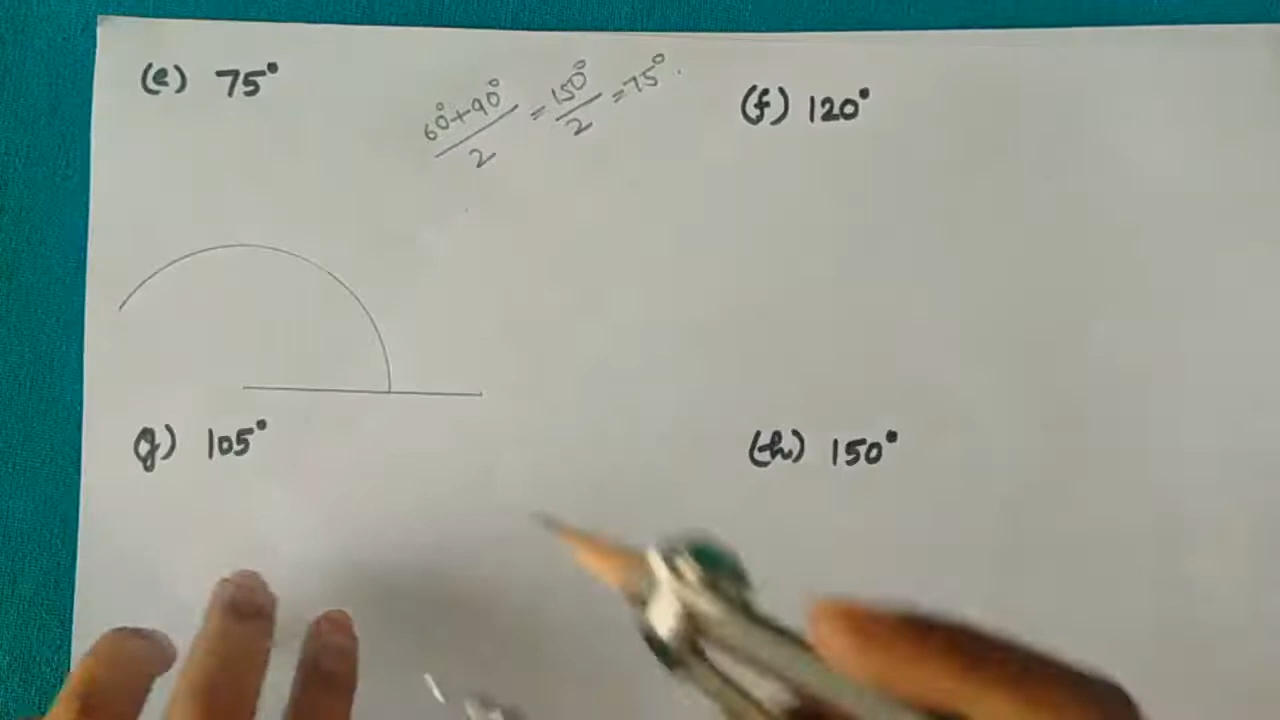 (e) 75°
60°+90°/2 = 150°/2 = 75°.
(f) 120°
g) 105°
(h) 150°